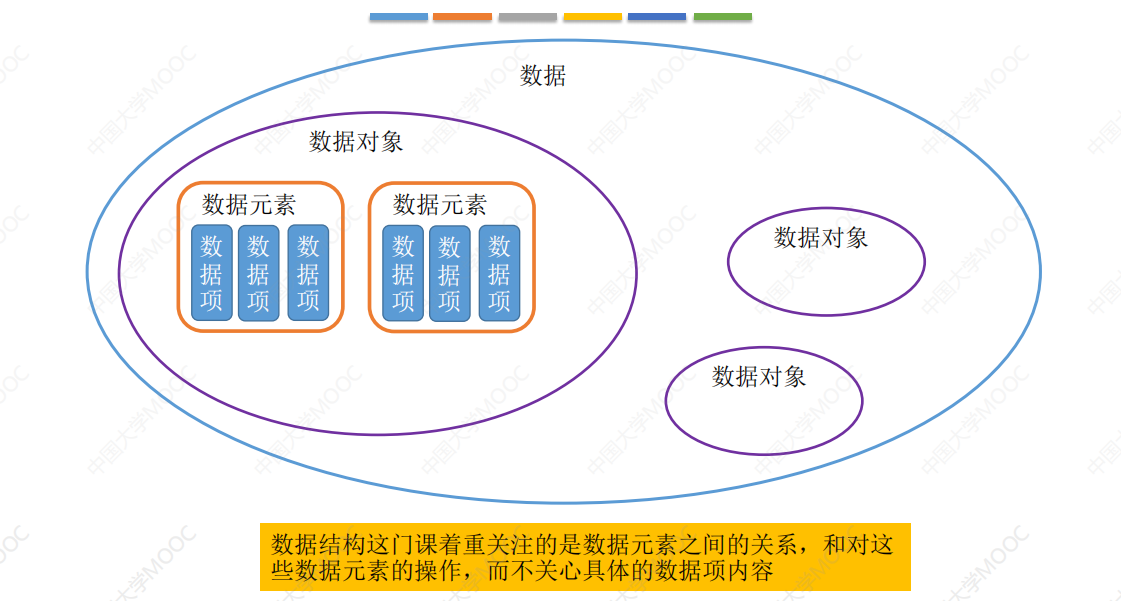 数据
数据对象
数据元素
数据项
数据项
数据项
数据元素
数据项
数据项
数据项
数据对象
数据对象
数据结构这门课着重关注的是数据元素之间的关系，和对这
些数据元素的操作，而不关心具体的数据项内容
中国大学MOOC